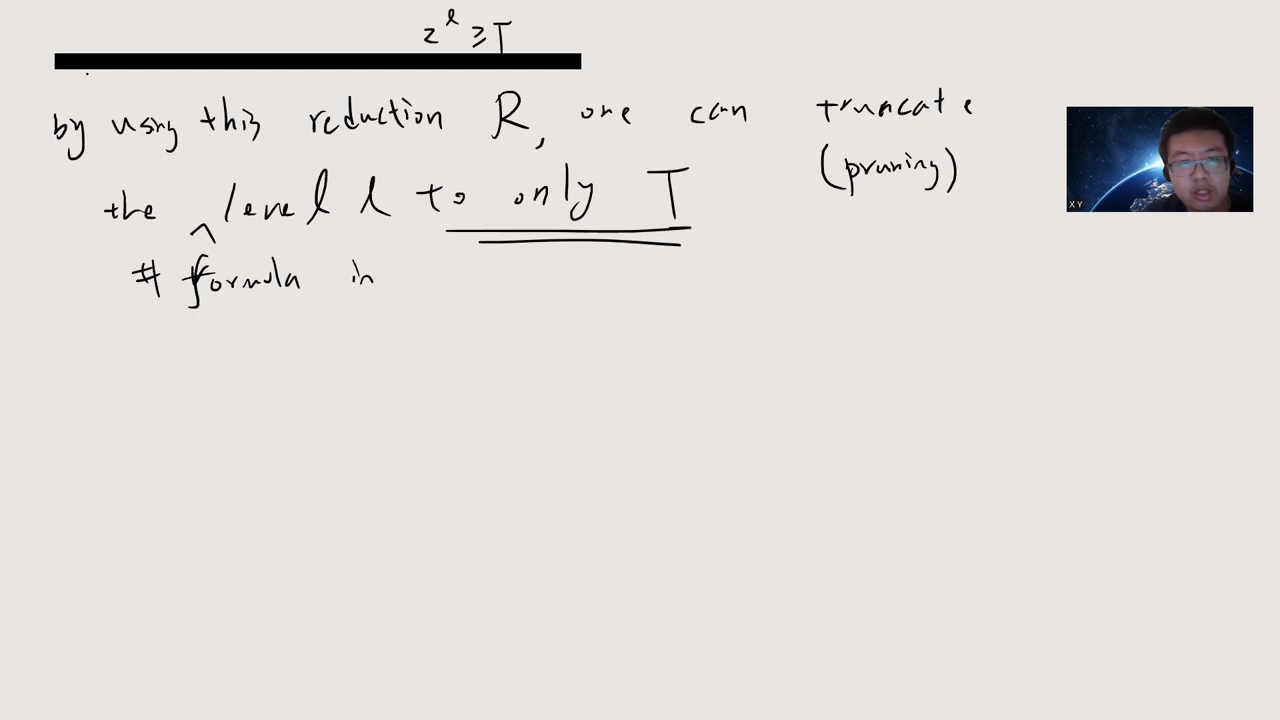 2^l ≥ T
by using this reduction R, one can truncate
(pruning)
the ^ level l to only T
# formula in
X Y